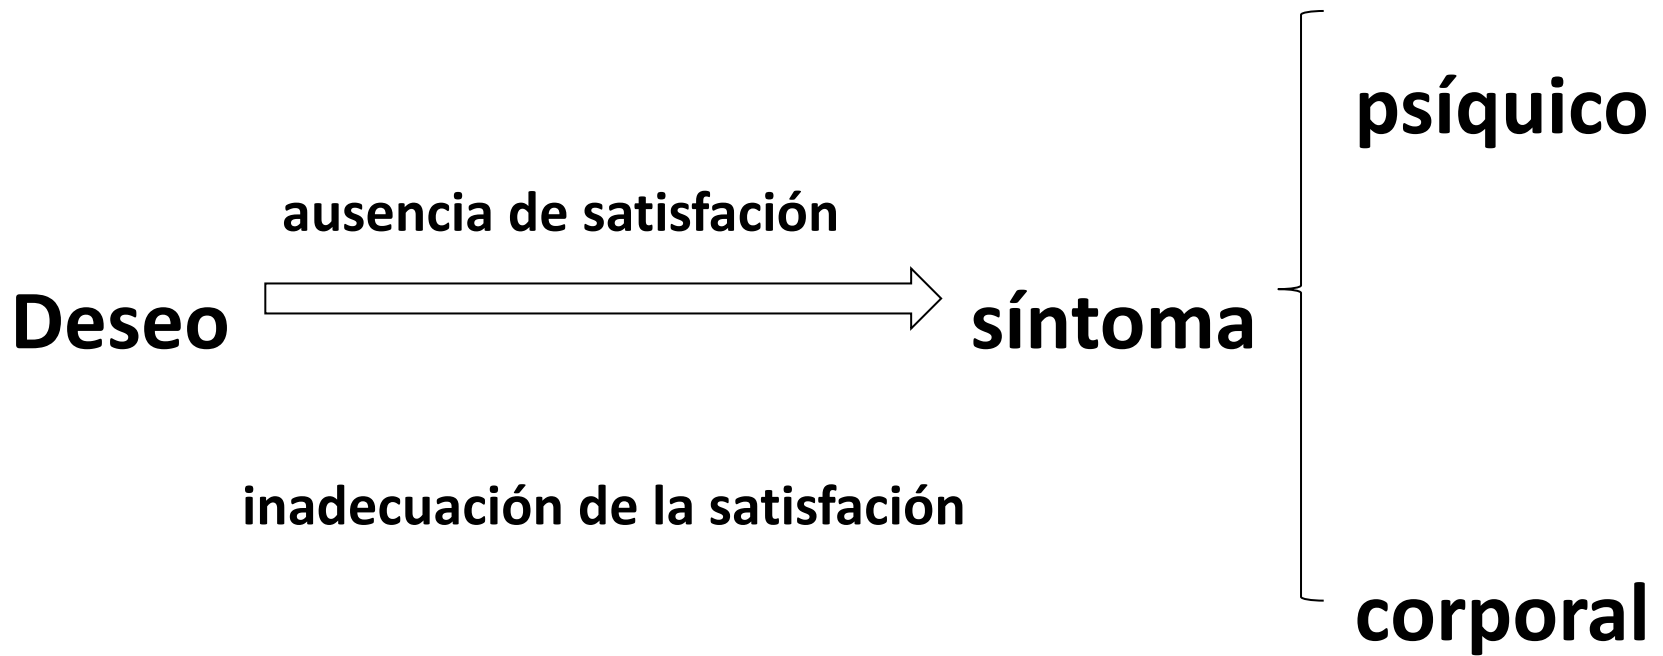 psíquico
ausencia de satisfación
Deseo
síntoma
inadecuación de la satisfación
corporal